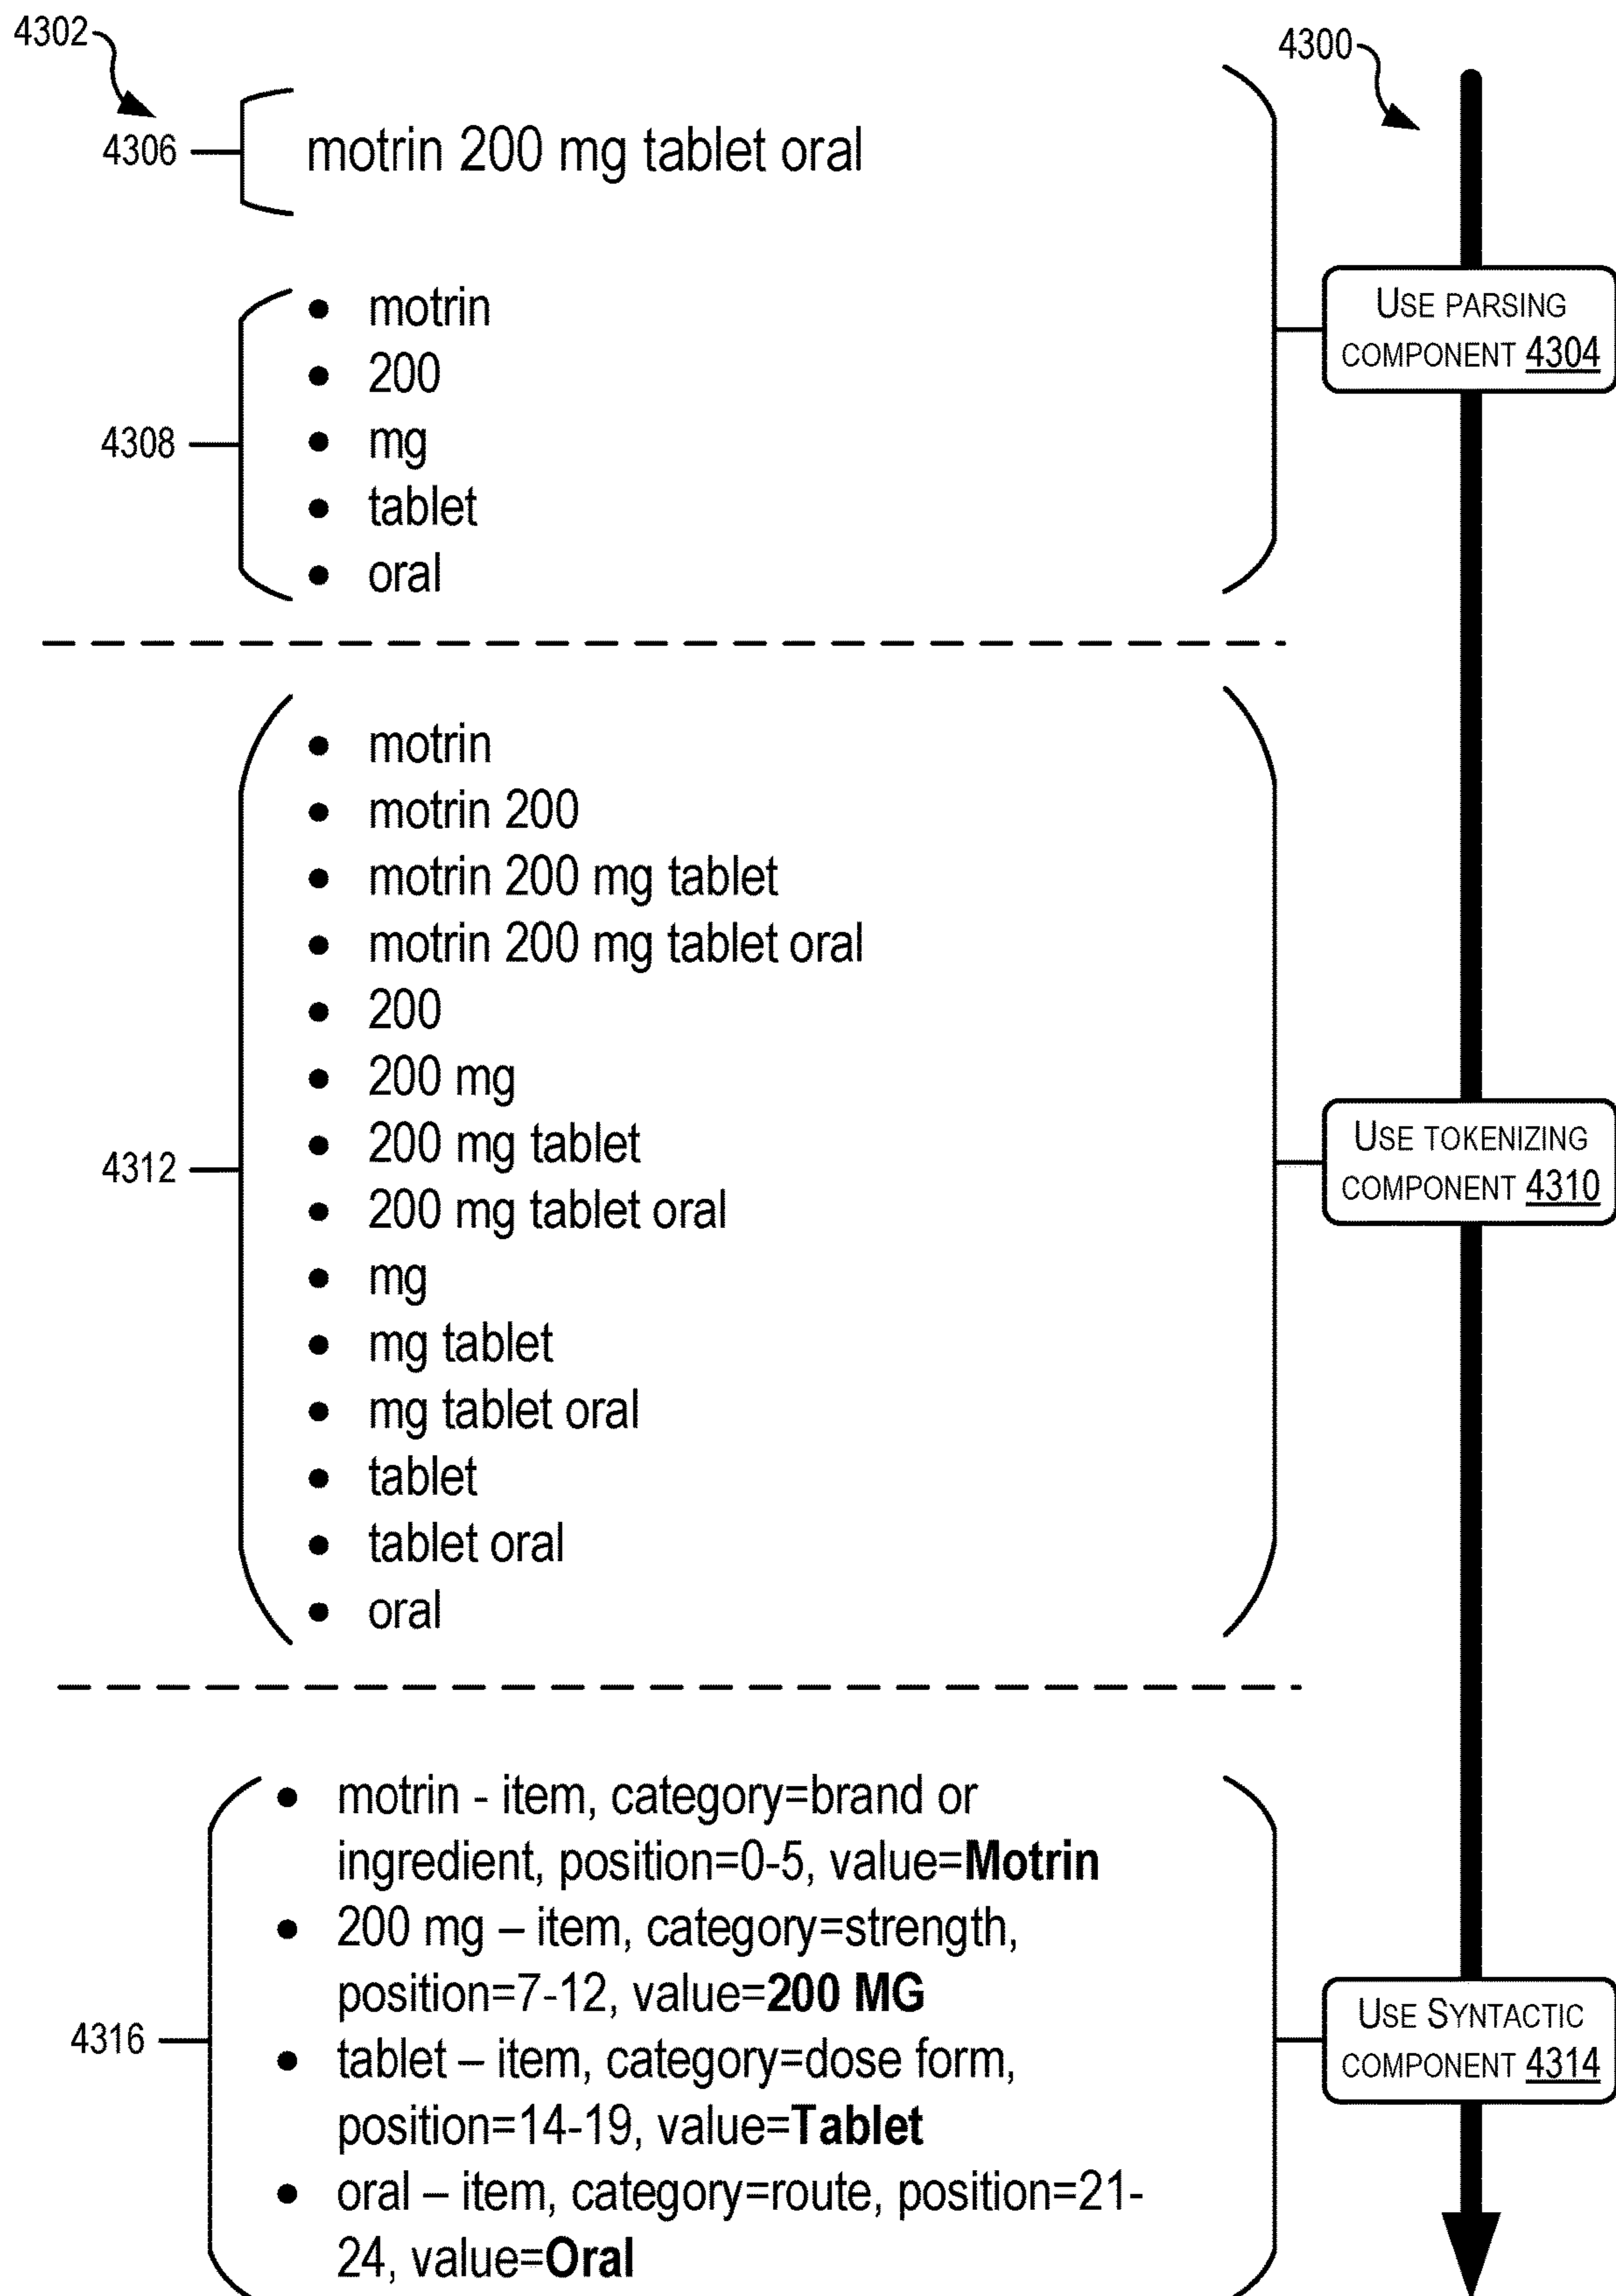 4302
4300
4306
motrin 200 mg tablet oral
• motrin
• 200
• mg
• tablet
• oral
4308
USE PARSING
COMPONENT 4304
• motrin
• motrin 200
• motrin 200 mg tablet
• motrin 200 mg tablet oral
• 200
• 200 mg
• 200 mg tablet
• 200 mg tablet oral
• mg
• mg tablet
• mg tablet oral
• tablet
• tablet oral
• oral
4312
USE TOKENIZING
COMPONENT 4310
• motrin - item, category=brand or
ingredient, position=0-5, value=Motrin
• 200 mg – item, category=strength,
position=7-12, value=200 MG
• tablet – item, category=dose form,
position=14-19, value=Tablet
• oral – item, category=route, position=21-
24, value=Oral
4316
USE SYNTACTIC
COMPONENT 4314